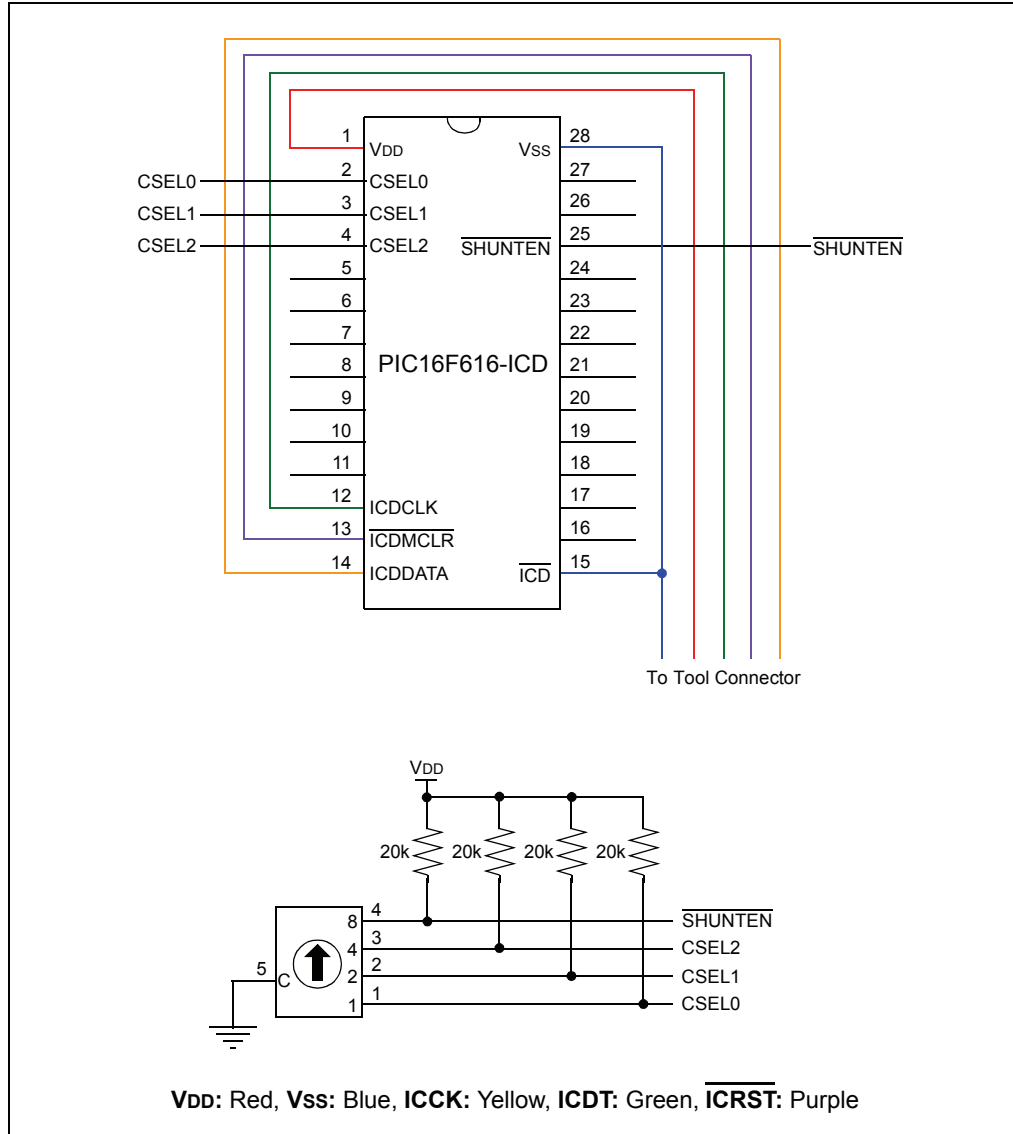 1 28
VDD VSS
2 27
CSEL0 CSEL0
3 26
CSEL1 CSEL1
4 25
CSEL2 CSEL2 SHUNTEN SHUNTEN
5 24
6 23
7 22
8 PIC16F616-ICD 21
9 20
10 19
11 18
12 17
ICDCLK
13 16
ICDMCLR
14 15
ICDDATA ICD
To Tool Connector
VDD
20k 20k 20k 20k
8 4 SHUNTEN
4 3 CSEL2
5 C 2 2 CSEL1
1 1 CSEL0
VDD: Red, VSS: Blue, ICCK: Yellow, ICDT: Green, ICRST: Purple